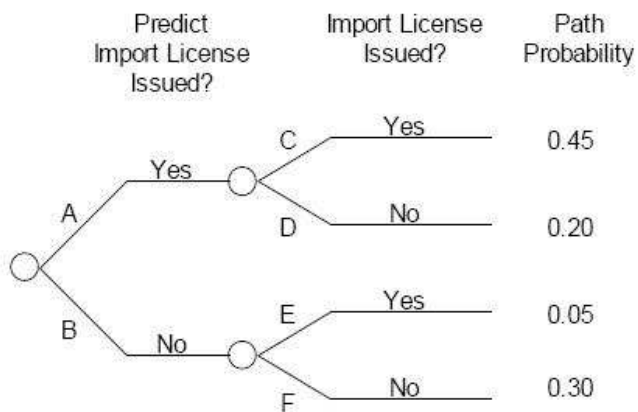 Predict
Import License
Issued?
Import License
Issued?
Path
Probability
C
Yes
0.45
A
Yes
D
No
0.20
B
No
E
Yes
0.05
F
No
0.30